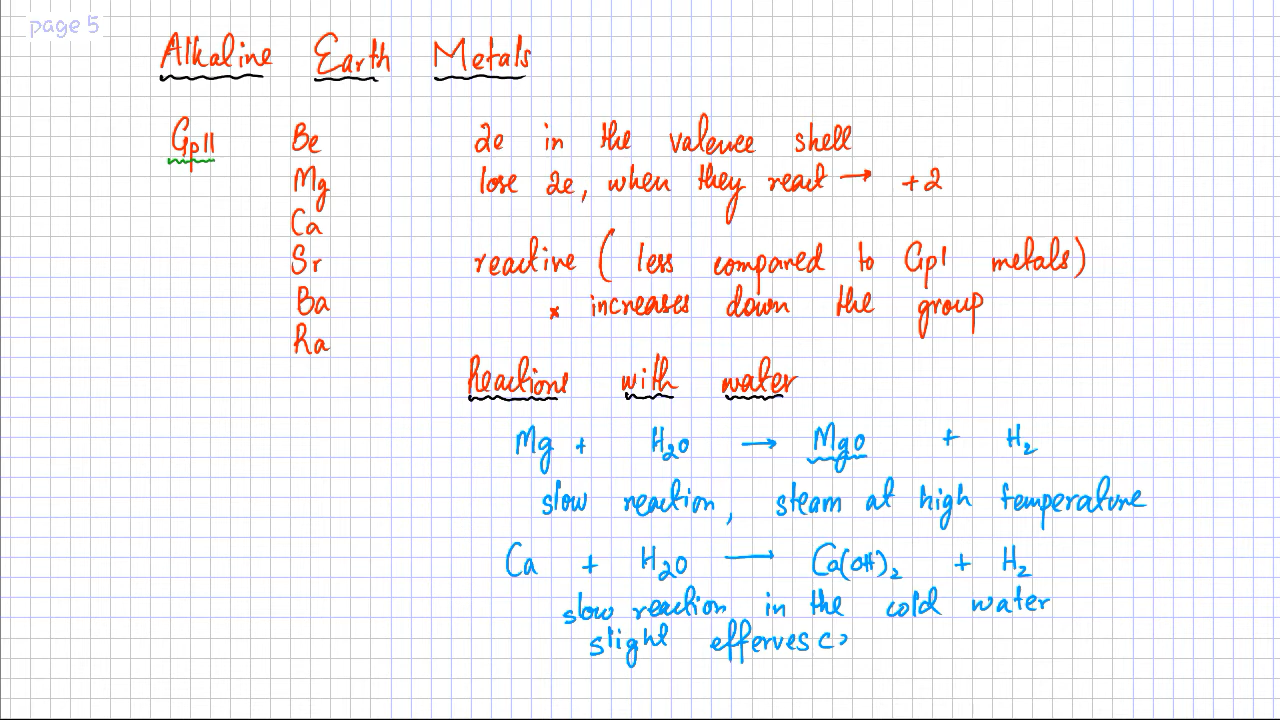 page 5
Alkaline Earth Metals
GpII Be 2e in the valence shell
Mg lose 2e, when they react → +2
Ca
Sr reactive ( less compared to GpI metals)
Ba × increases down the group
Ra
Reactions with water
Mg + H₂O → MgO + H₂
slow reaction, steam at high temperature
Ca + H₂O → Ca(OH)₂ + H₂
slow reaction in the cold water
slight effervesc